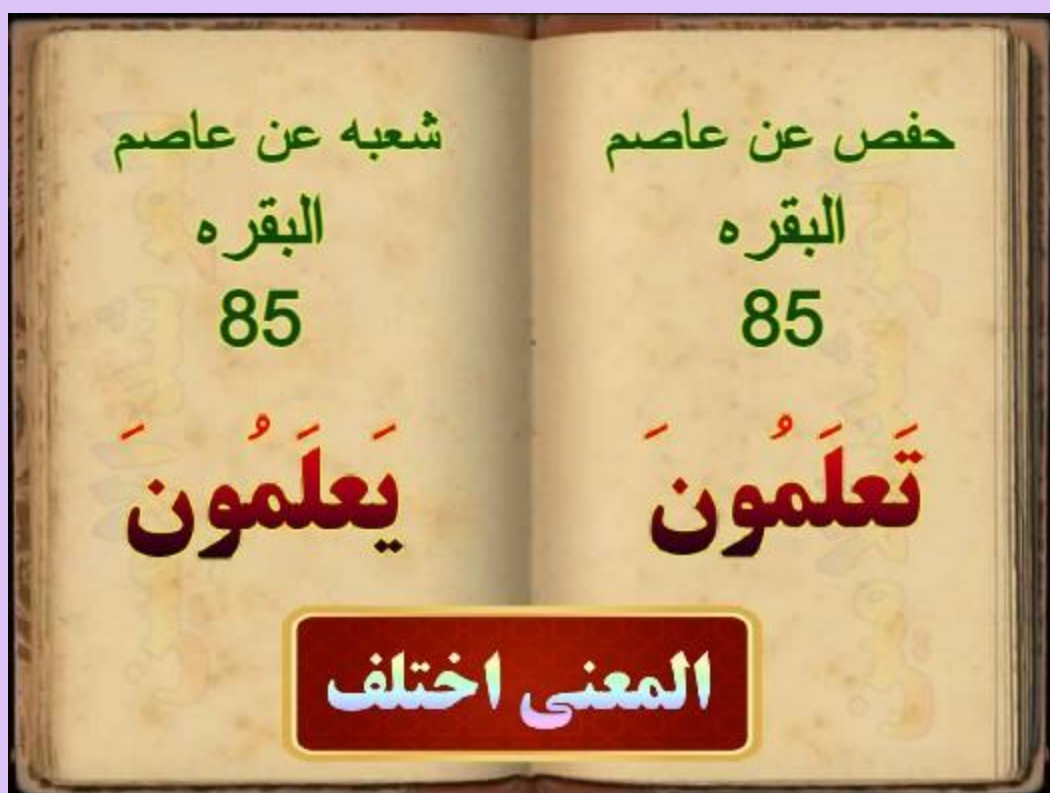 حفص عن عاصم
البقره
85
تَعلَمُونَ
شعبه عن عاصم
البقره
85
يَعلَمُونَ
المعنى اختلف